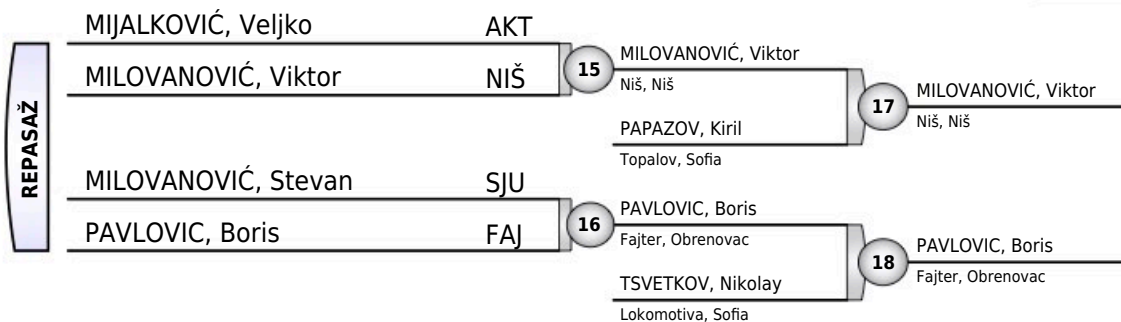 REPASAŽ
MIJALKOVIĆ, Veljko AKT
MILOVANOVIĆ, Viktor NIŠ
15
MILOVANOVIĆ, Viktor
Niš, Niš
PAPAZOV, Kiril
Topalov, Sofia
17
MILOVANOVIĆ, Viktor
Niš, Niš
MILOVANOVIĆ, Stevan SJU
PAVLOVIC, Boris FAJ
16
PAVLOVIC, Boris
Fajter, Obrenovac
TSVETKOV, Nikolay
Lokomotiva, Sofia
18
PAVLOVIC, Boris
Fajter, Obrenovac